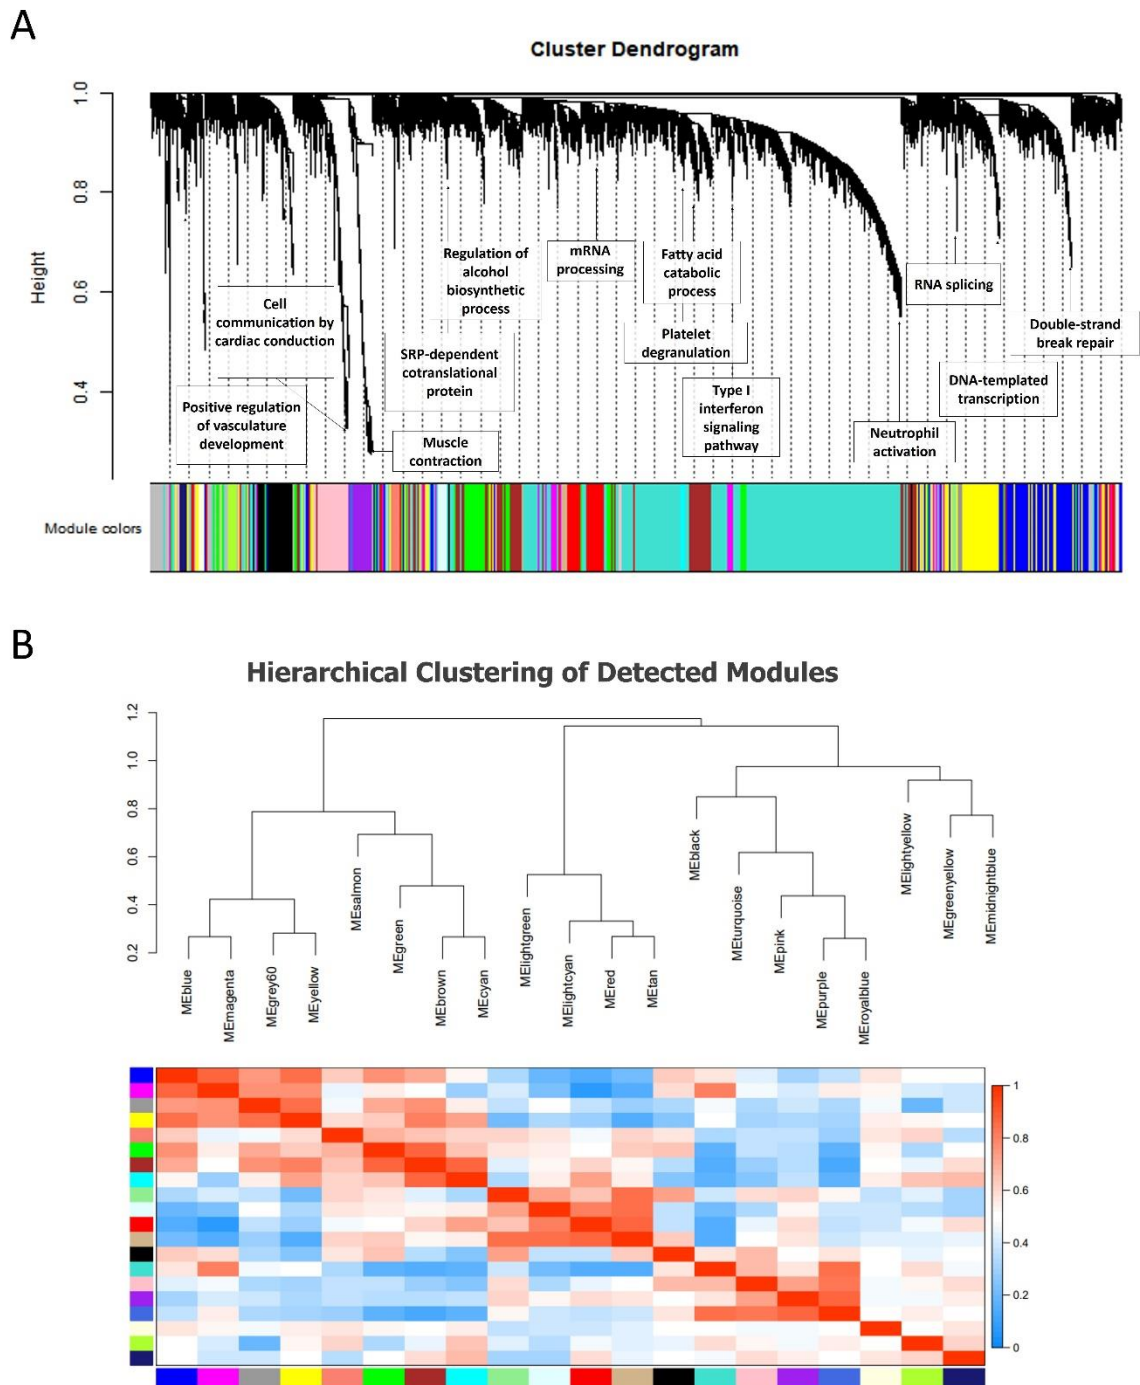 A
Cluster Dendrogram
Height
1.0
0.8
0.6
0.4
Cell
communication by
cardiac conduction
Positive regulation
of vasculature
development
Muscle
contraction
SRP-dependent
cotranslational
protein
Regulation of
alcohol
biosynthetic
process
mRNA
processing
Fatty acid
catabolic
process
Platelet
degranulation
Type I
interferon
signaling
pathway
Neutrophil
activation
RNA splicing
DNA-templated
transcription
Double-strand
break repair
Module colors
B
Hierarchical Clustering of Detected Modules
1.2
1.0
0.8
0.6
0.4
0.2
MEblue
MEmagenta
MEgrey60
MEyellow
MEsalmon
MEgreen
MEbrown
MEcyan
MElightgreen
MElightcyan
MEred
MEtan
MEblack
MEturquoise
MEpink
MEpurple
MEroyalblue
MElightyellow
MEgreenyellow
MEmidnightblue
1
0.8
0.6
0.4
0.2
0